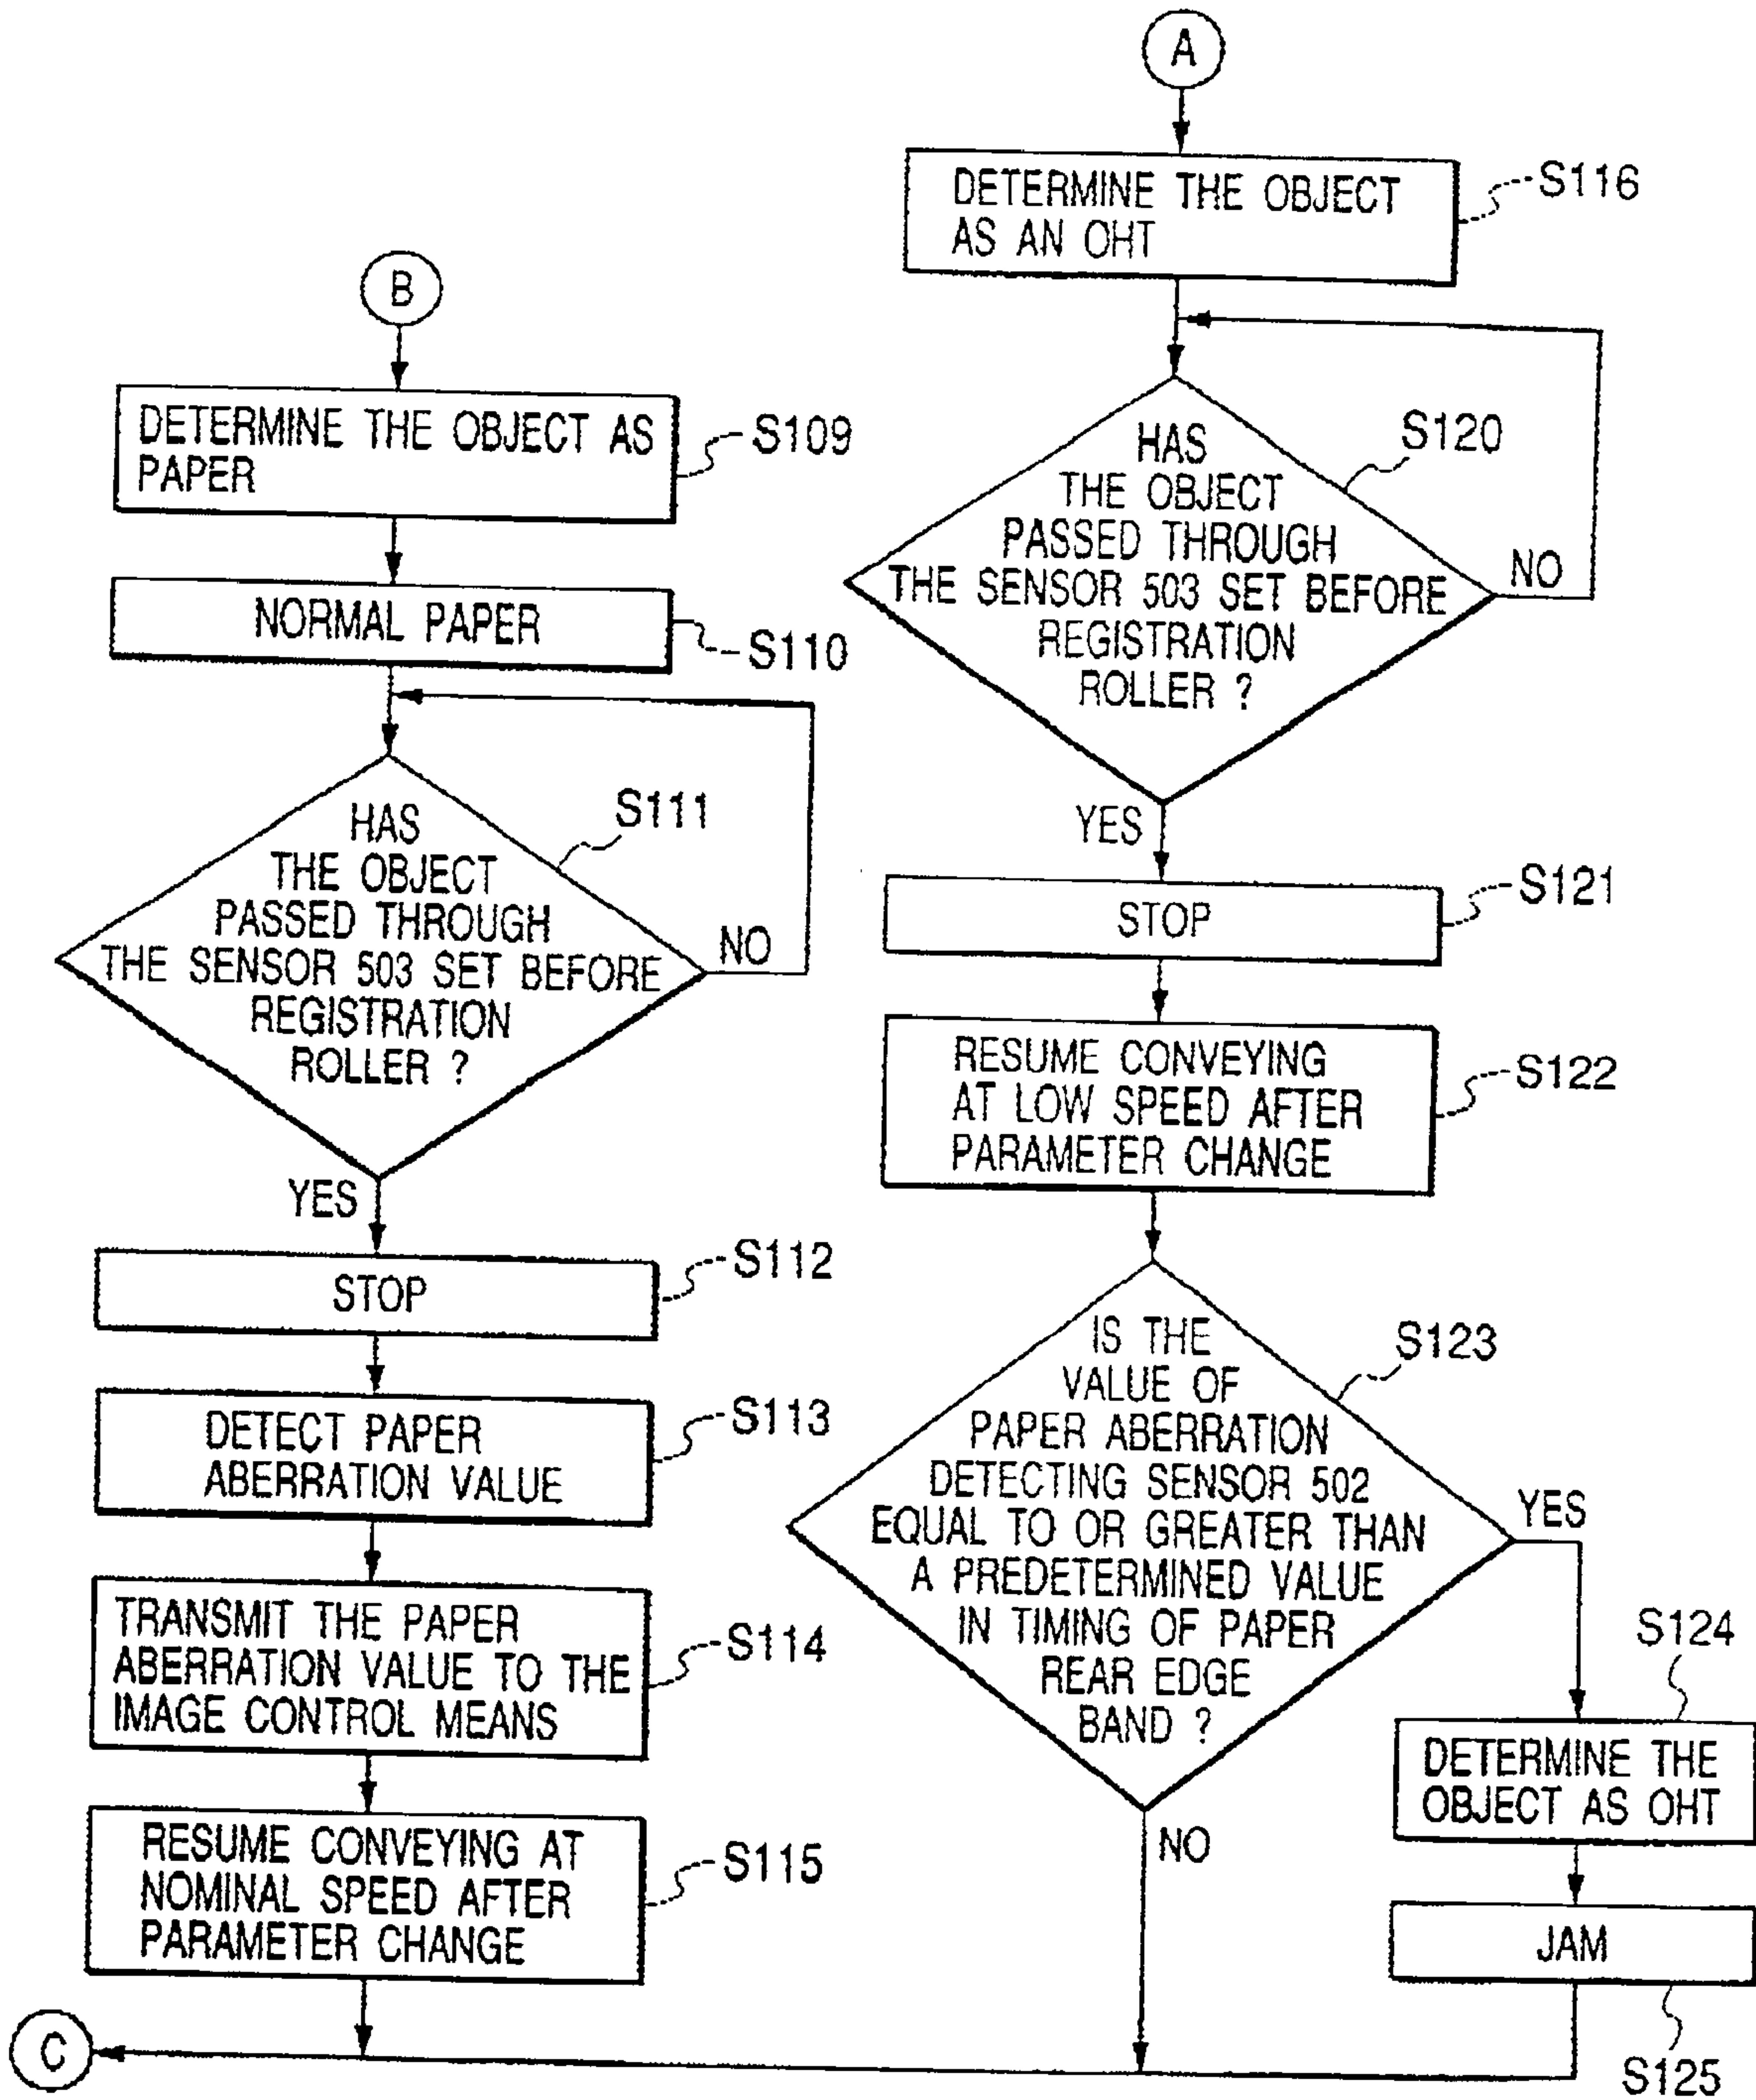 B
DETERMINE THE OBJECT AS
PAPER
S109
NORMAL PAPER
S110
HAS
THE OBJECT
PASSED THROUGH
THE SENSOR 503 SET BEFORE
REGISTRATION
ROLLER ?
S111
NO
YES
STOP
S112
DETECT PAPER
ABERRATION VALUE
S113
TRANSMIT THE PAPER
ABERRATION VALUE TO THE
IMAGE CONTROL MEANS
S114
RESUME CONVEYING AT
NOMINAL SPEED AFTER
PARAMETER CHANGE
S115
C
A
DETERMINE THE OBJECT
AS AN OHT
S116
HAS
THE OBJECT
PASSED THROUGH
THE SENSOR 503 SET BEFORE
REGISTRATION
ROLLER ?
S120
NO
YES
STOP
S121
RESUME CONVEYING
AT LOW SPEED AFTER
PARAMETER CHANGE
S122
IS THE
VALUE OF
PAPER ABERRATION
DETECTING SENSOR 502
EQUAL TO OR GREATER THAN
A PREDETERMINED VALUE
IN TIMING OF PAPER
REAR EDGE
BAND ?
S123
YES
NO
S124
DETERMINE THE
OBJECT AS OHT
JAM
S125